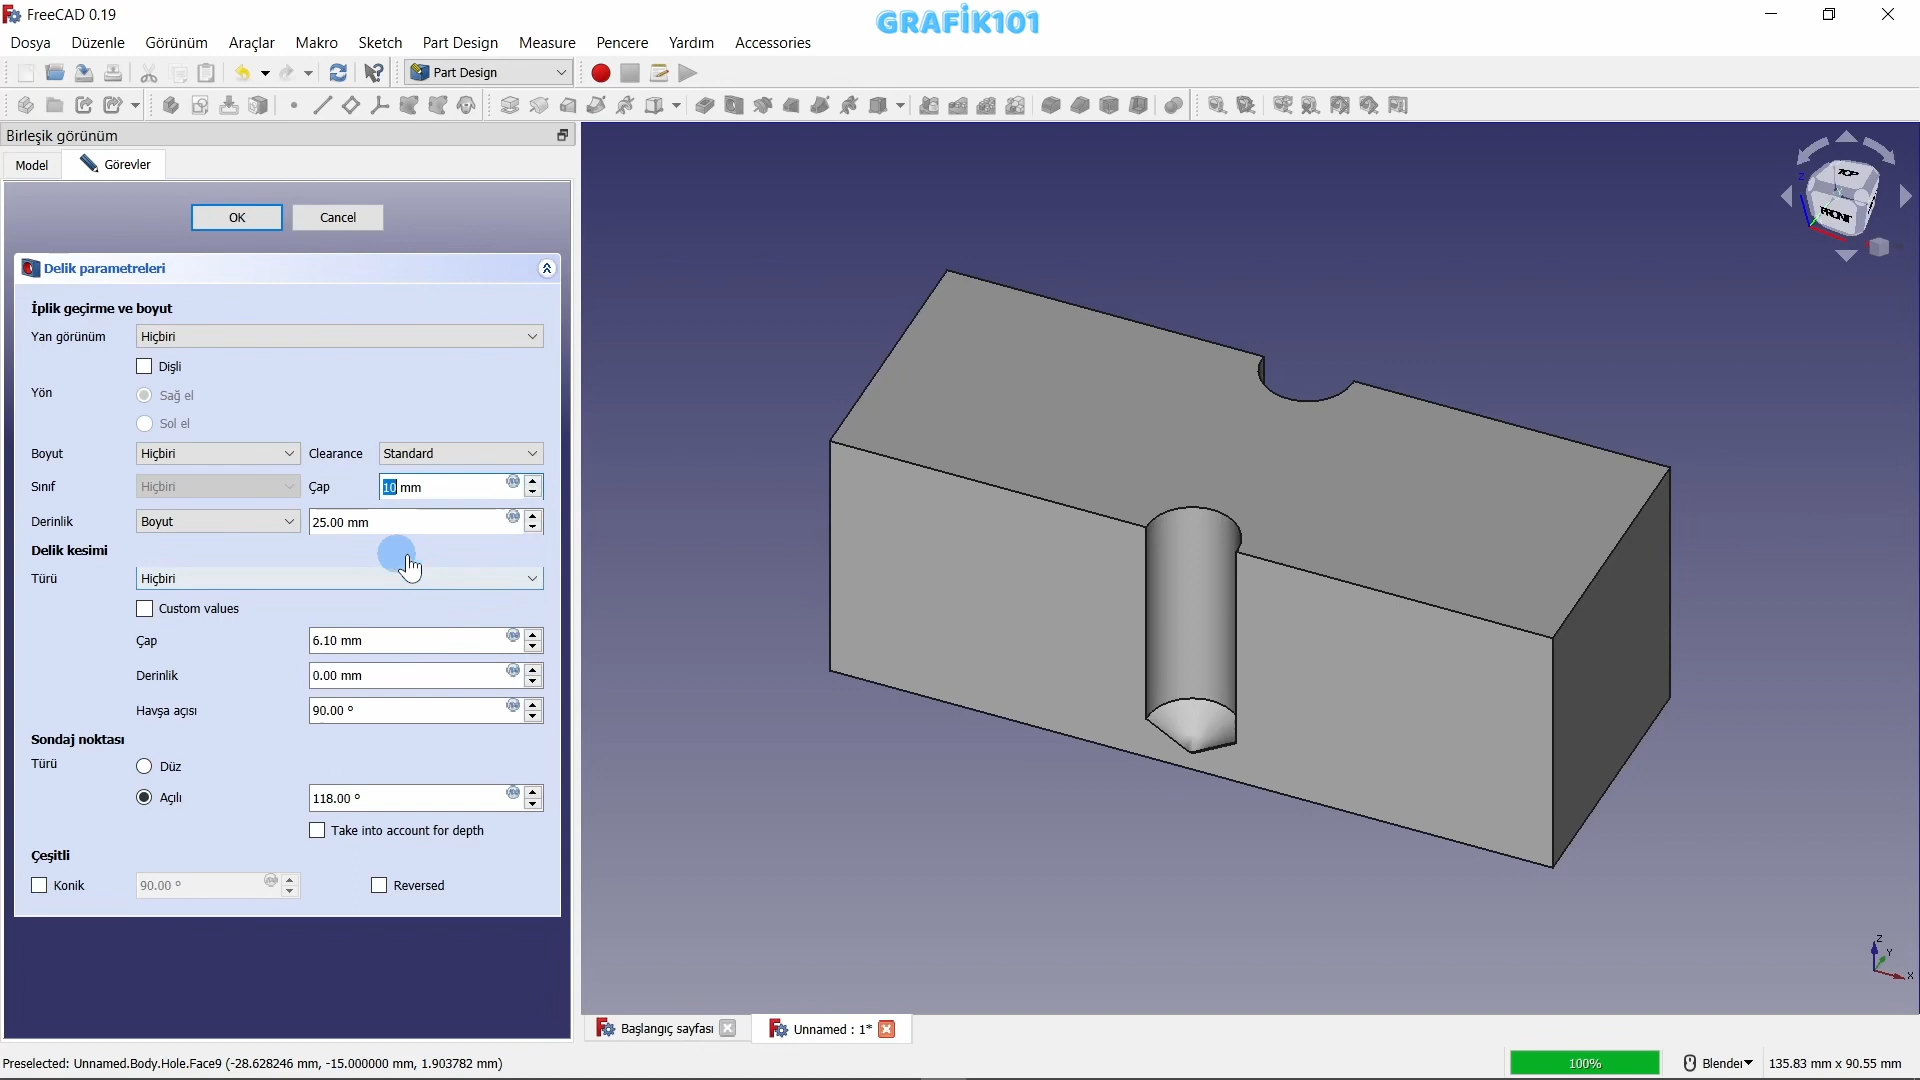 FreeCAD 0.19
GRAFİK101
Dosya Düzenle Görünüm Araçlar Makro Sketch Part Design Measure Pencere Yardım Accessories
Part Design
Birleşik görünüm
Model Görevler
OK Cancel
Delik parametreleri
İplik geçirme ve boyut
Yan görünüm Hiçbiri
Dişli
Yön Sağ el
Sol el
Boyut Hiçbiri Clearance Standard
Sınıf Hiçbiri Çap 10 mm
Derinlik Boyut 25.00 mm
Delik kesimi
Türü Hiçbiri
Custom values
Çap 6.10 mm
Derinlik 0.00 mm
Havşa açısı 90.00 °
Sondaj noktası
Türü Düz
Açılı 118.00 °
Take into account for depth
Çeşitli
Konik 90.00 ° Reversed
TOP
FRONT
Z
Z
Y
X
Başlangıç sayfası Unnamed : 1*
Preselected: Unnamed.Body.Hole.Face9 (-28.628246 mm, -15.000000 mm, 1.903782 mm)
100% Blender 135.83 mm x 90.55 mm